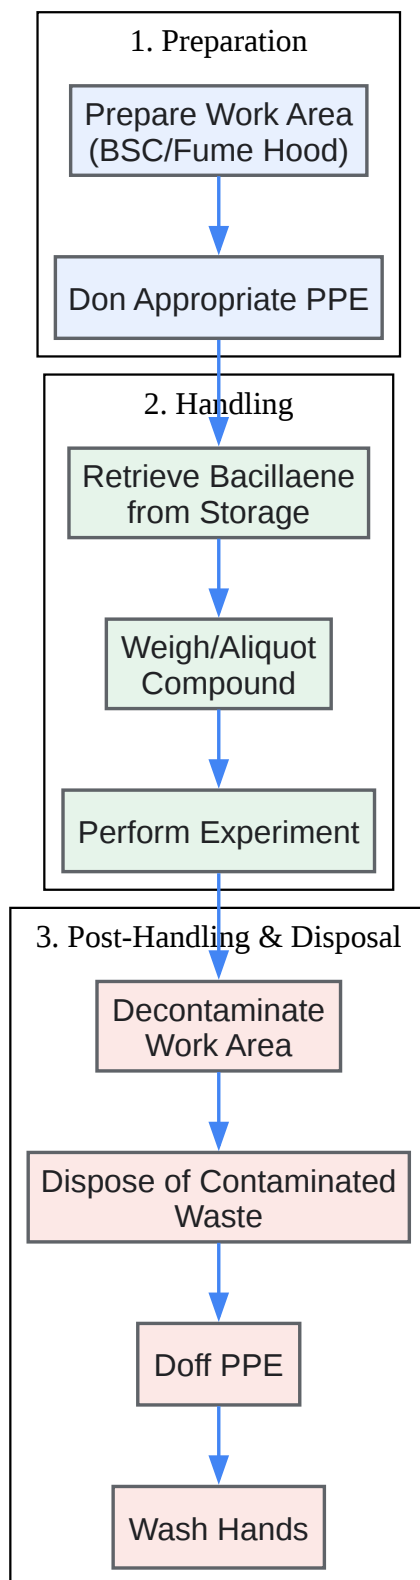 1. Preparation
Prepare Work Area
(BSC/Fume Hood)
Don Appropriate PPE
2. Handling
Retrieve Bacillaene
from Storage
Weigh/Aliquot
Compound
Perform Experiment
3. Post-Handling & Disposal
Decontaminate
Work Area
Dispose of Contaminated
Waste
Doff PPE
Wash Hands